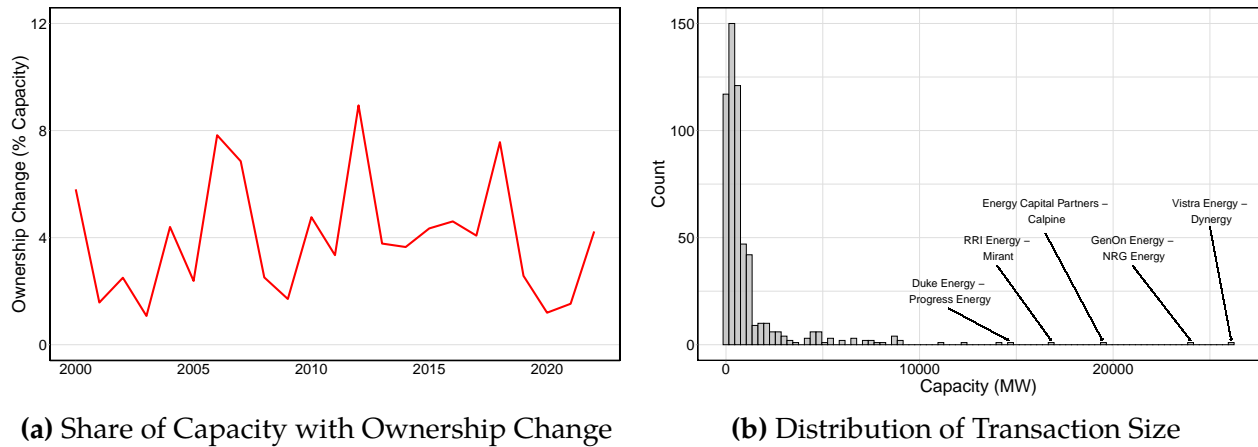 Ownership Change (% Capacity)
12
8
4
0
2000
2005
2010
2015
2020
(a) Share of Capacity with Ownership Change
Count
150
100
50
0
Energy Capital Partners –
Calpine
Vistra Energy –
Dynergy
RRI Energy –
Mirant
GenOn Energy –
NRG Energy
Duke Energy –
Progress Energy
0
10000
20000
Capacity (MW)
(b) Distribution of Transaction Size